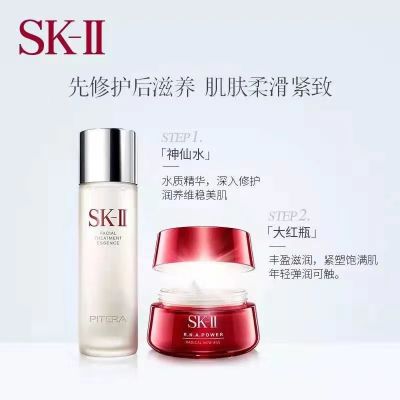 SK-II
先修护后滋养 肌肤柔滑紧致
STEP 1.
「神仙水」
水质精华，深入修护
润养维稳美肌
STEP 2.
「大红瓶」
丰盈滋润，紧塑饱满肌
年轻弹润可触。
SK-II
FACIAL
TREATMENT
ESSENCE
PITERA
SK-II
R.N.A.POWER
RADICAL NEW AGE